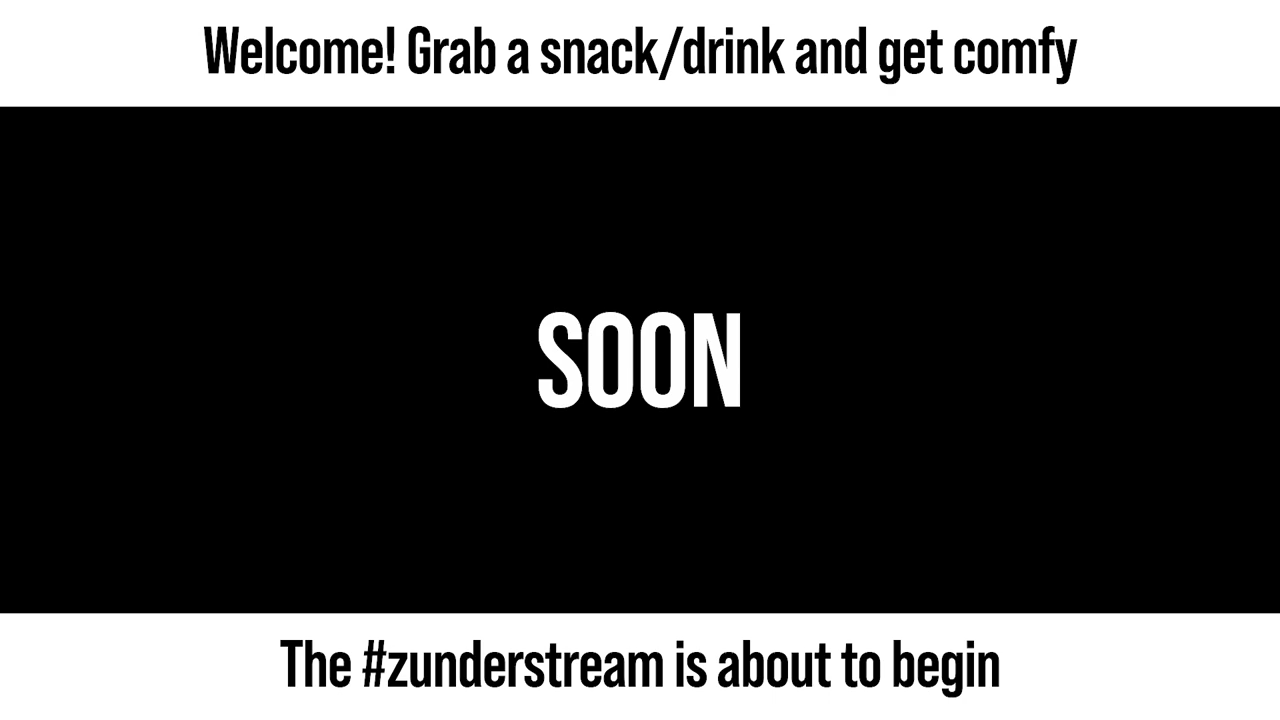 Welcome! Grab a snack/drink and get comfy
SOON
The #zunderstream is about to begin